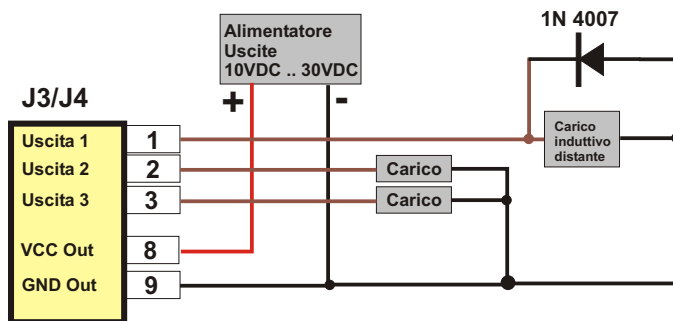 1N 4007
Alimentatore
Uscite
10VDC .. 30VDC
+ -
J3/J4
Uscita 1 1
Carico
induttivo
distante
Uscita 2 2 Carico
Uscita 3 3 Carico
VCC Out 8
GND Out 9